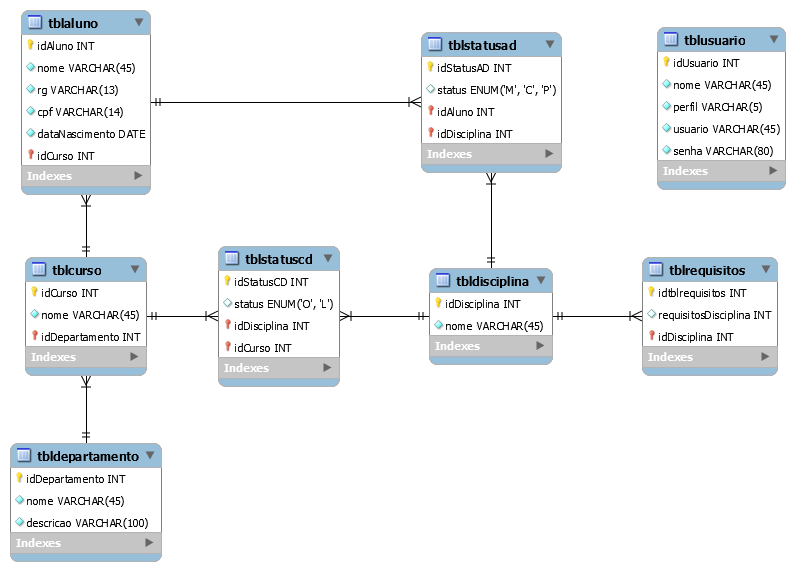 tblaluno
idAluno INT
nome VARCHAR(45)
rg VARCHAR(13)
cpf VARCHAR(14)
dataNascimento DATE
idCurso INT
Indexes
tblstatusad
idStatusAD INT
status ENUM('M', 'C', 'P')
idAluno INT
idDisciplina INT
Indexes
tblusuario
idUsuario INT
nome VARCHAR(45)
perfil VARCHAR(5)
usuario VARCHAR(45)
senha VARCHAR(80)
Indexes
tblcurso
idCurso INT
nome VARCHAR(45)
idDepartamento INT
Indexes
tblstatuscd
idStatusCD INT
status ENUM('O', 'L')
idDisciplina INT
idCurso INT
Indexes
tbldisciplina
idDisciplina INT
nome VARCHAR(45)
Indexes
tblrequisitos
idtblrequisitos INT
requisitosDisciplina INT
idDisciplina INT
Indexes
tbldepartamento
idDepartamento INT
nome VARCHAR(45)
descricao VARCHAR(100)
Indexes